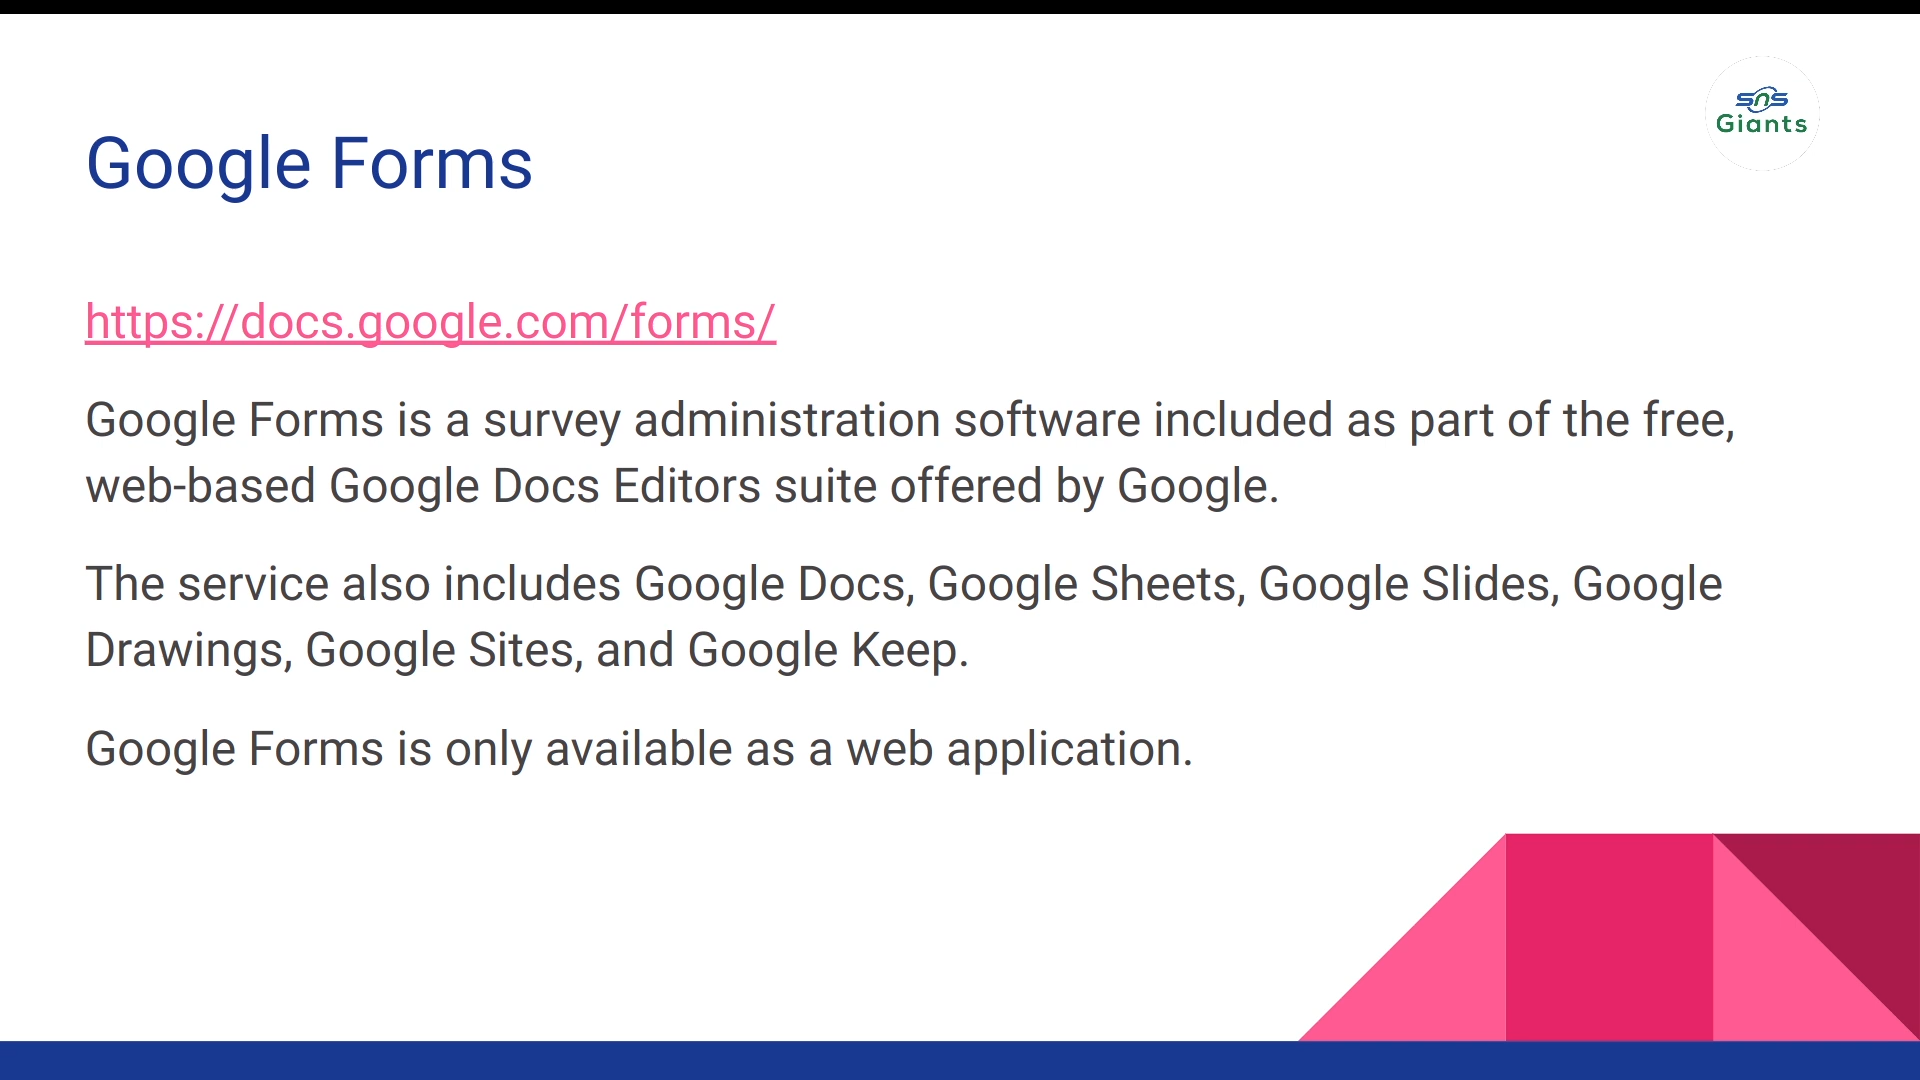 sns
Giants
Google Forms
https://docs.google.com/forms/
Google Forms is a survey administration software included as part of the free,
web-based Google Docs Editors suite offered by Google.
The service also includes Google Docs, Google Sheets, Google Slides, Google
Drawings, Google Sites, and Google Keep.
Google Forms is only available as a web application.